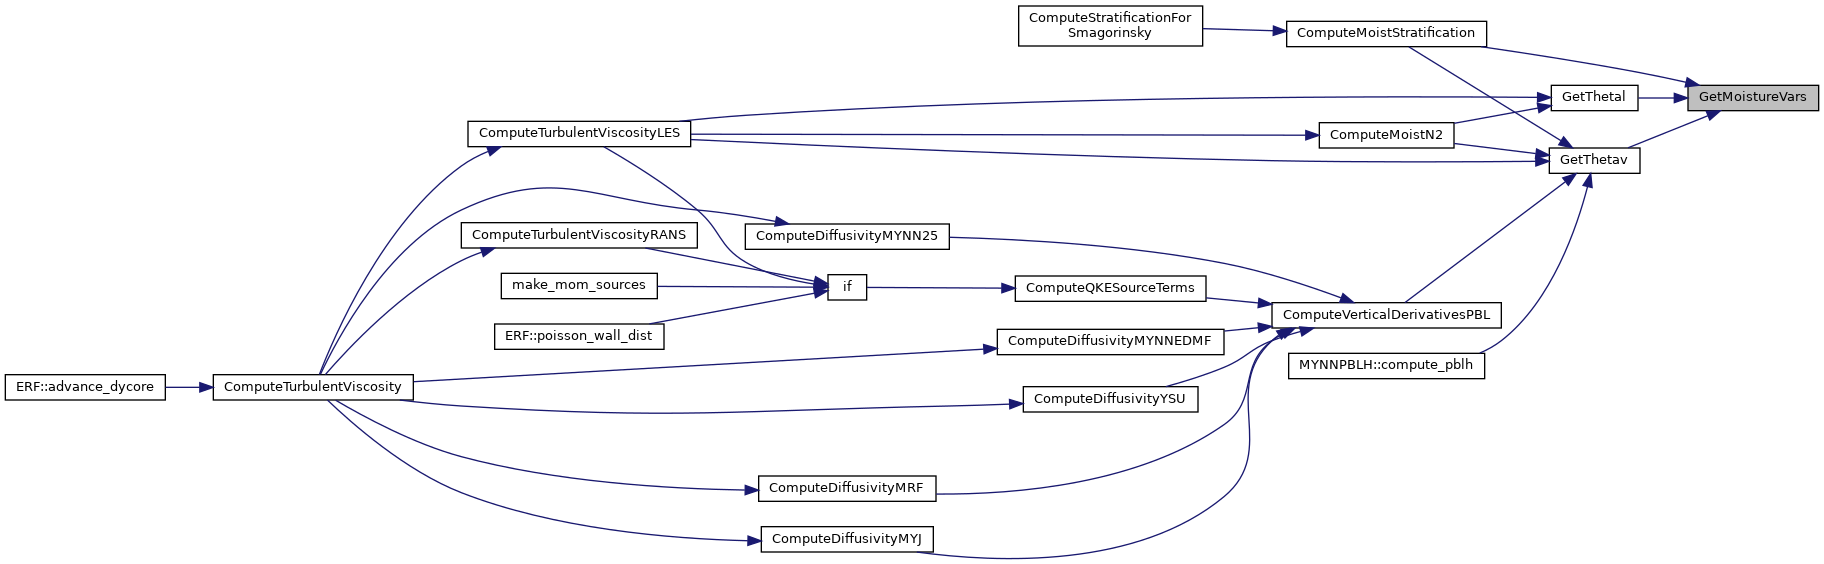 ComputeStratificationFor
Smagorinsky
ComputeMoistStratification
GetThetal
GetMoistureVars
ComputeTurbulentViscosityLES
ComputeMoistN2
GetThetav
ComputeTurbulentViscosityRANS
ComputeDiffusivityMYNN25
make_mom_sources
if
ComputeQKESourceTerms
ComputeVerticalDerivativesPBL
ERF::poisson_wall_dist
ComputeDiffusivityMYNNEDMF
MYNNPBLH::compute_pblh
ERF::advance_dycore
ComputeTurbulentViscosity
ComputeDiffusivityYSU
ComputeDiffusivityMRF
ComputeDiffusivityMYJ